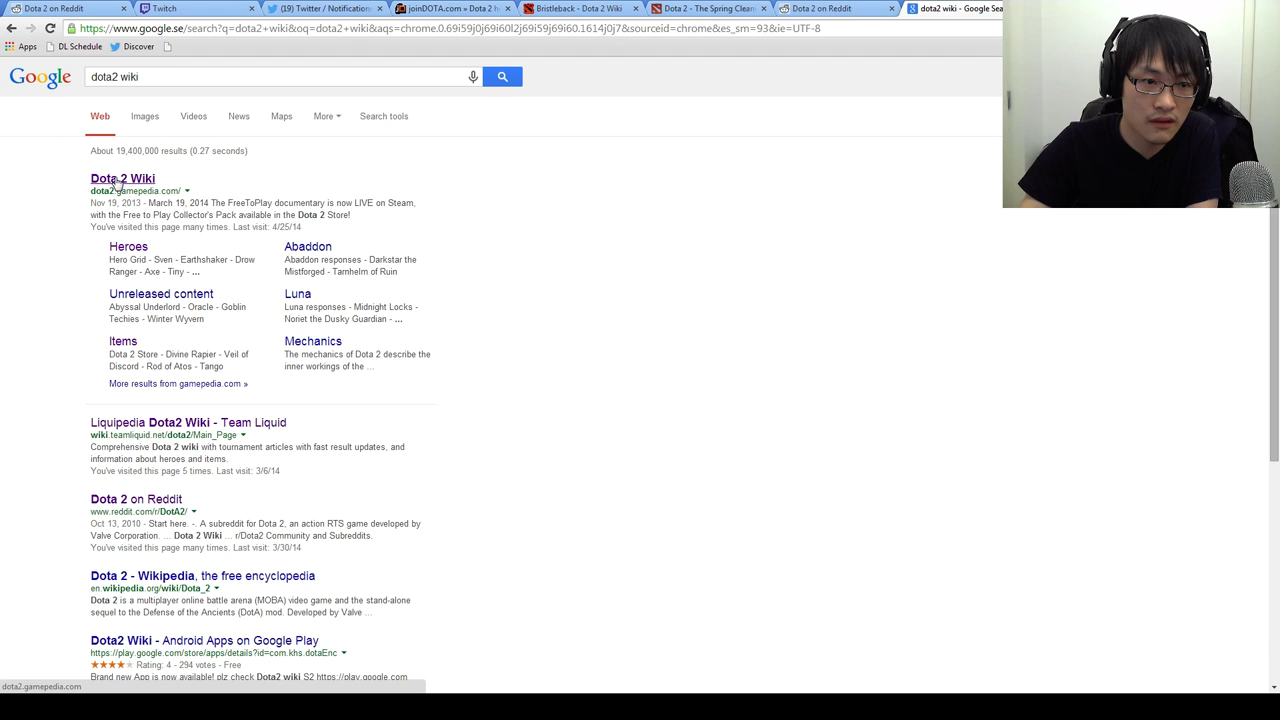 Dota 2 on Reddit
Twitch
(19) Twitter / Notification
joinDOTA.com » Dota 2 h
Bristleback - Dota 2 Wiki
Dota 2 - The Spring Clean
Dota 2 on Reddit
dota2 wiki - Google Sea
https://www.google.se/search?q=dota2+wiki&oq=dota2+wiki&aqs=chrome.0.69i59j0j69i60l2j69i59j69i60.1614j0j7&sourceid=chrome&es_sm=93&ie=UTF-8
Apps DL Schedule Discover
Google dota2 wiki
Web Images Videos News Maps More Search tools
About 19,400,000 results (0.27 seconds)
Dota 2 Wiki
dota2.gamepedia.com/
Nov 19, 2013 - March 19, 2014 The FreeToPlay documentary is now LIVE on Steam,
with the Free to Play Collector's Pack available in the Dota 2 Store!
You've visited this page many times. Last visit: 4/25/14
Heroes
Hero Grid - Sven - Earthshaker - Drow
Ranger - Axe - Tiny - ...
Abaddon
Abaddon responses - Darkstar the
Mistforged - Tarnhelm of Ruin
Unreleased content
Abyssal Underlord - Oracle - Goblin
Techies - Winter Wyvern
Luna
Luna responses - Midnight Locks -
Noriet the Dusky Guardian - ...
Items
Dota 2 Store - Divine Rapier - Veil of
Discord - Rod of Atos - Tango
Mechanics
The mechanics of Dota 2 describe the
inner workings of the ...
More results from gamepedia.com »
Liquipedia Dota2 Wiki - Team Liquid
wiki.teamliquid.net/dota2/Main_Page
Comprehensive Dota 2 wiki with tournament articles with fast result updates, and
information about heroes and items.
You've visited this page 5 times. Last visit: 3/6/14
Dota 2 on Reddit
www.reddit.com/r/DotA2/
Oct 13, 2010 - Start here. -. A subreddit for Dota 2, an action RTS game developed by
Valve Corporation. ... Dota 2 Wiki ... r/Dota2 Community and Subreddits.
You've visited this page many times. Last visit: 3/30/14
Dota 2 - Wikipedia, the free encyclopedia
en.wikipedia.org/wiki/Dota_2
Dota 2 is a multiplayer online battle arena (MOBA) video game and the stand-alone
sequel to the Defense of the Ancients (DotA) mod. Developed by Valve ...
Dota2 Wiki - Android Apps on Google Play
https://play.google.com/store/apps/details?id=com.khs.dotaEnc
Rating: 4 - 294 votes - Free
Brand new App is now available! plz check Dota2 wiki S2 https://play.google.com
dota2.gamepedia.com